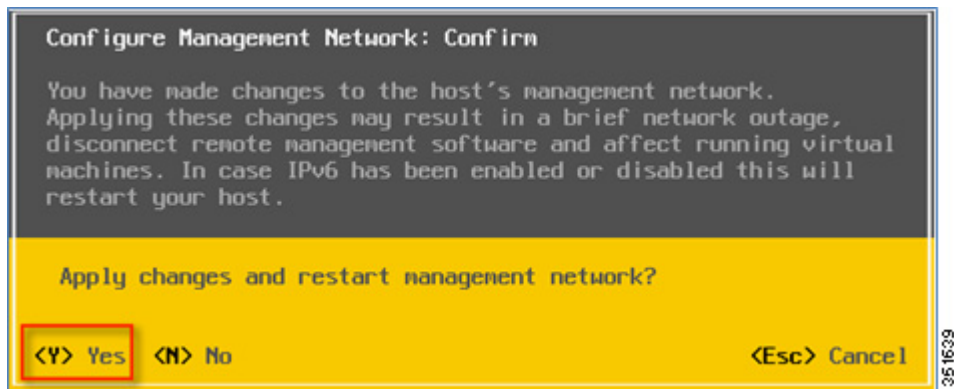 Configure Management Network: Confirm
You have made changes to the host's management network.
Applying these changes may result in a brief network outage,
disconnect remote management software and affect running virtual
machines. In case IPv6 has been enabled or disabled this will
restart your host.
Apply changes and restart management network?
<Y> Yes <N> No <Esc> Cancel
351639